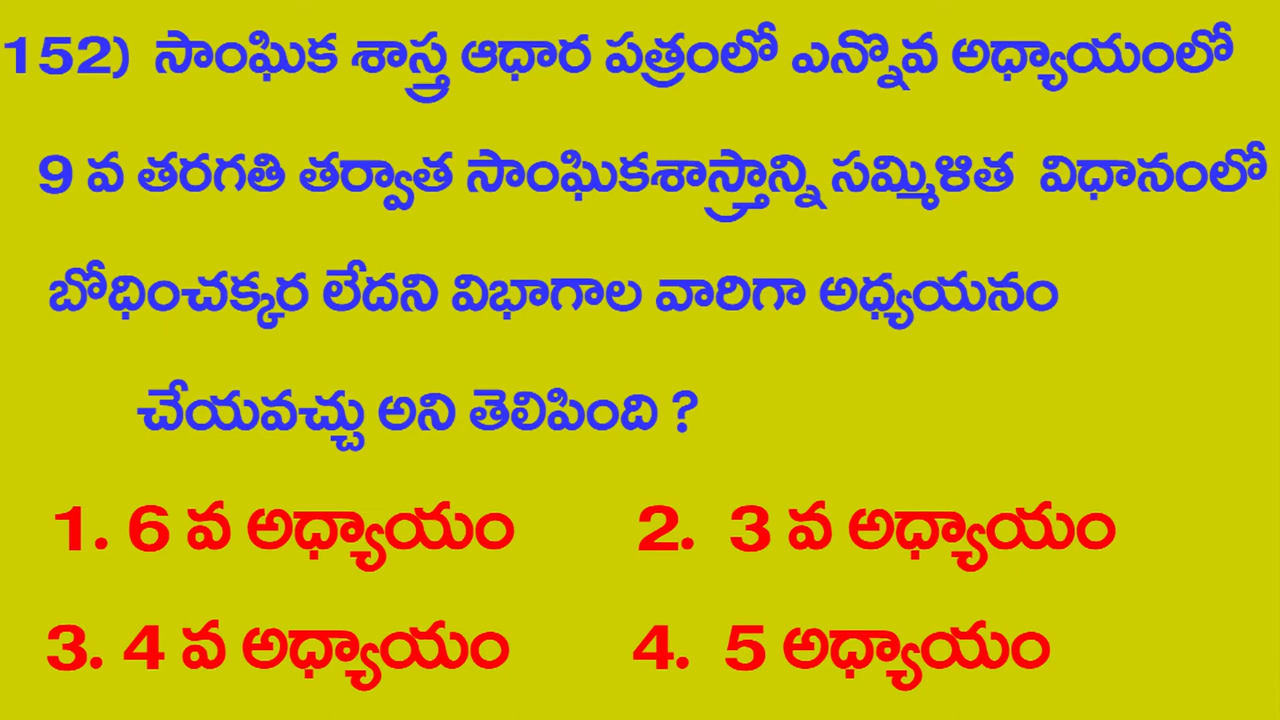 152) సాంఘిక శాస్త్ర ఆధార పత్రంలో ఎన్నొవ అధ్యాయంలో
9 వ తరగతి తర్వాత సాంఘికశాస్త్రాన్ని సమ్మిళిత విధానంలో
బోధించక్కర లేదని విభాగాల వారిగా అధ్యయనం
చేయవచ్చు అని తెలిపింది ?
1. 6 వ అధ్యాయం 2. 3 వ అధ్యాయం
3. 4 వ అధ్యాయం 4. 5 అధ్యాయం